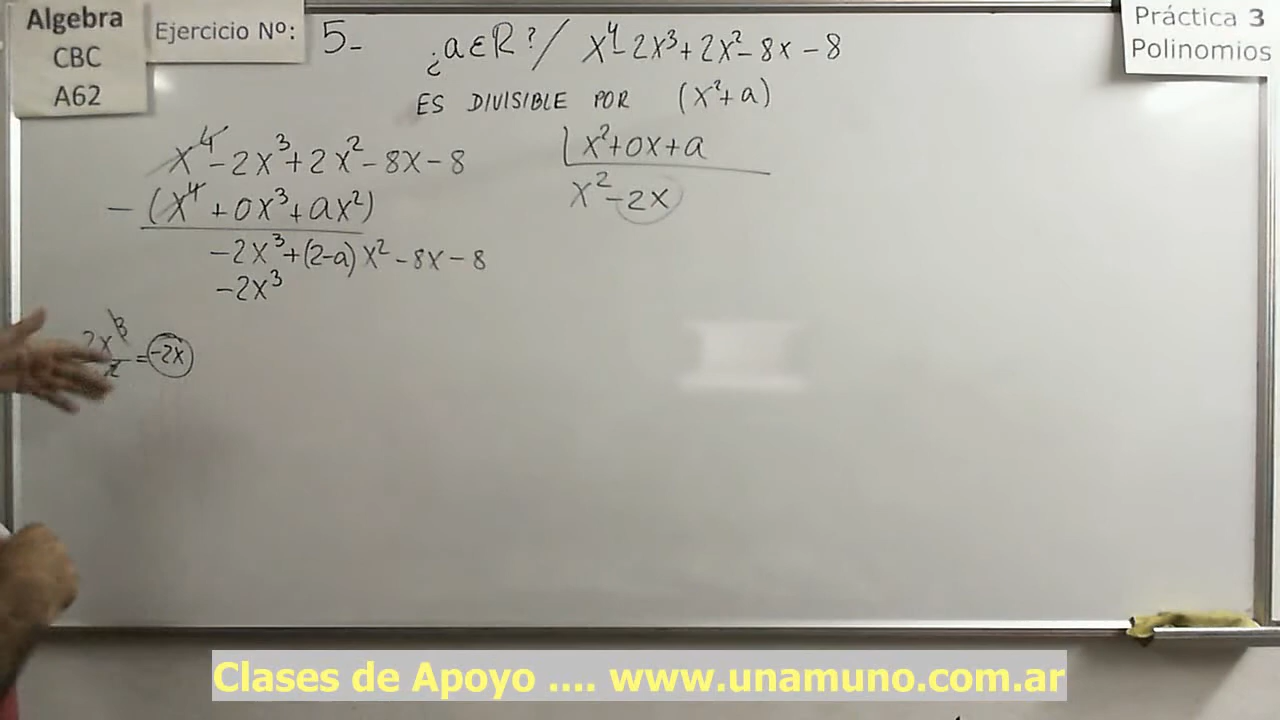 Algebra
CBC
A62
Ejercicio Nº:
5-
¿a∈R?/ x⁴-2x³+2x²-8x-8
ES DIVISIBLE POR (x²+a)
Práctica 3
Polinomios
x⁴-2x³+2x²-8x-8 |x²+0x+a
-(x⁴+0x³+ax²) x²-2x
-2x³+(2-a)x²-8x-8
-2x³
2x³
=-2x
Clases de Apoyo .... www.unamuno.com.ar